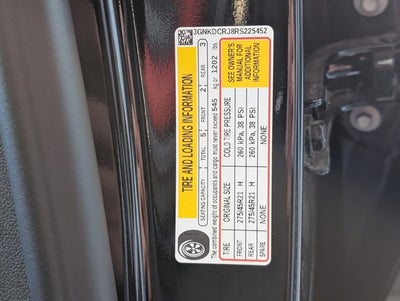 3GNKDCRJ8RS225452
TIRE AND LOADING INFORMATION
SEATING CAPACITY TOTAL 5 FRONT 2 REAR 3
The combined weight of occupants and cargo must never exceed 545 kg or 1202 lbs.
TIRE ORIGINAL SIZE COLD TIRE PRESSURE
FRONT 275/45R21 H 260 kPa, 38 PSI
REAR 275/45R21 H 260 kPa, 38 PSI
SPARE NONE NONE
SEE OWNER'S
MANUAL FOR
ADDITIONAL
INFORMATION